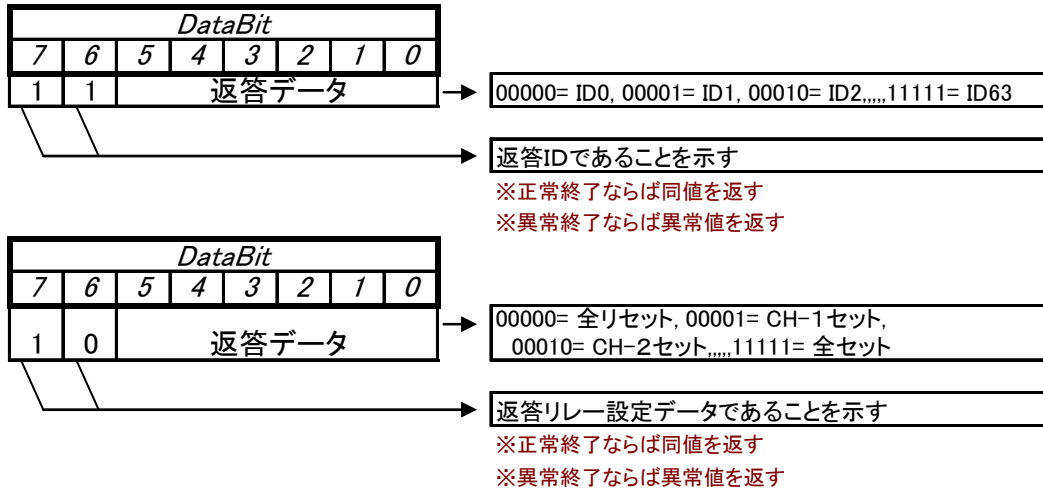 DataBit
7 6 5 4 3 2 1 0
1 1 返答データ
00000= ID0, 00001= ID1, 00010= ID2,,,,,11111= ID63
返答IDであることを示す
※正常終了ならば同値を返す
※異常終了ならば異常値を返す
DataBit
7 6 5 4 3 2 1 0
1 0 返答データ
00000= 全リセット, 00001= CH-1セット,
00010= CH-2セット,,,,,11111= 全セット
返答リレー設定データであることを示す
※正常終了ならば同値を返す
※異常終了ならば異常値を返す